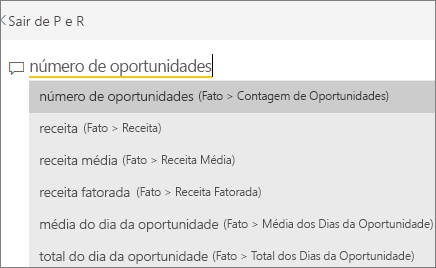 Sair de P e R
número de oportunidades
número de oportunidades (Fato > Contagem de Oportunidades)
receita (Fato > Receita)
receita média (Fato > Receita Média)
receita fatorada (Fato > Receita Fatorada)
média do dia da oportunidade (Fato > Média dos Dias da Oportunidade)
total do dia da oportunidade (Fato > Total dos Dias da Oportunidade)